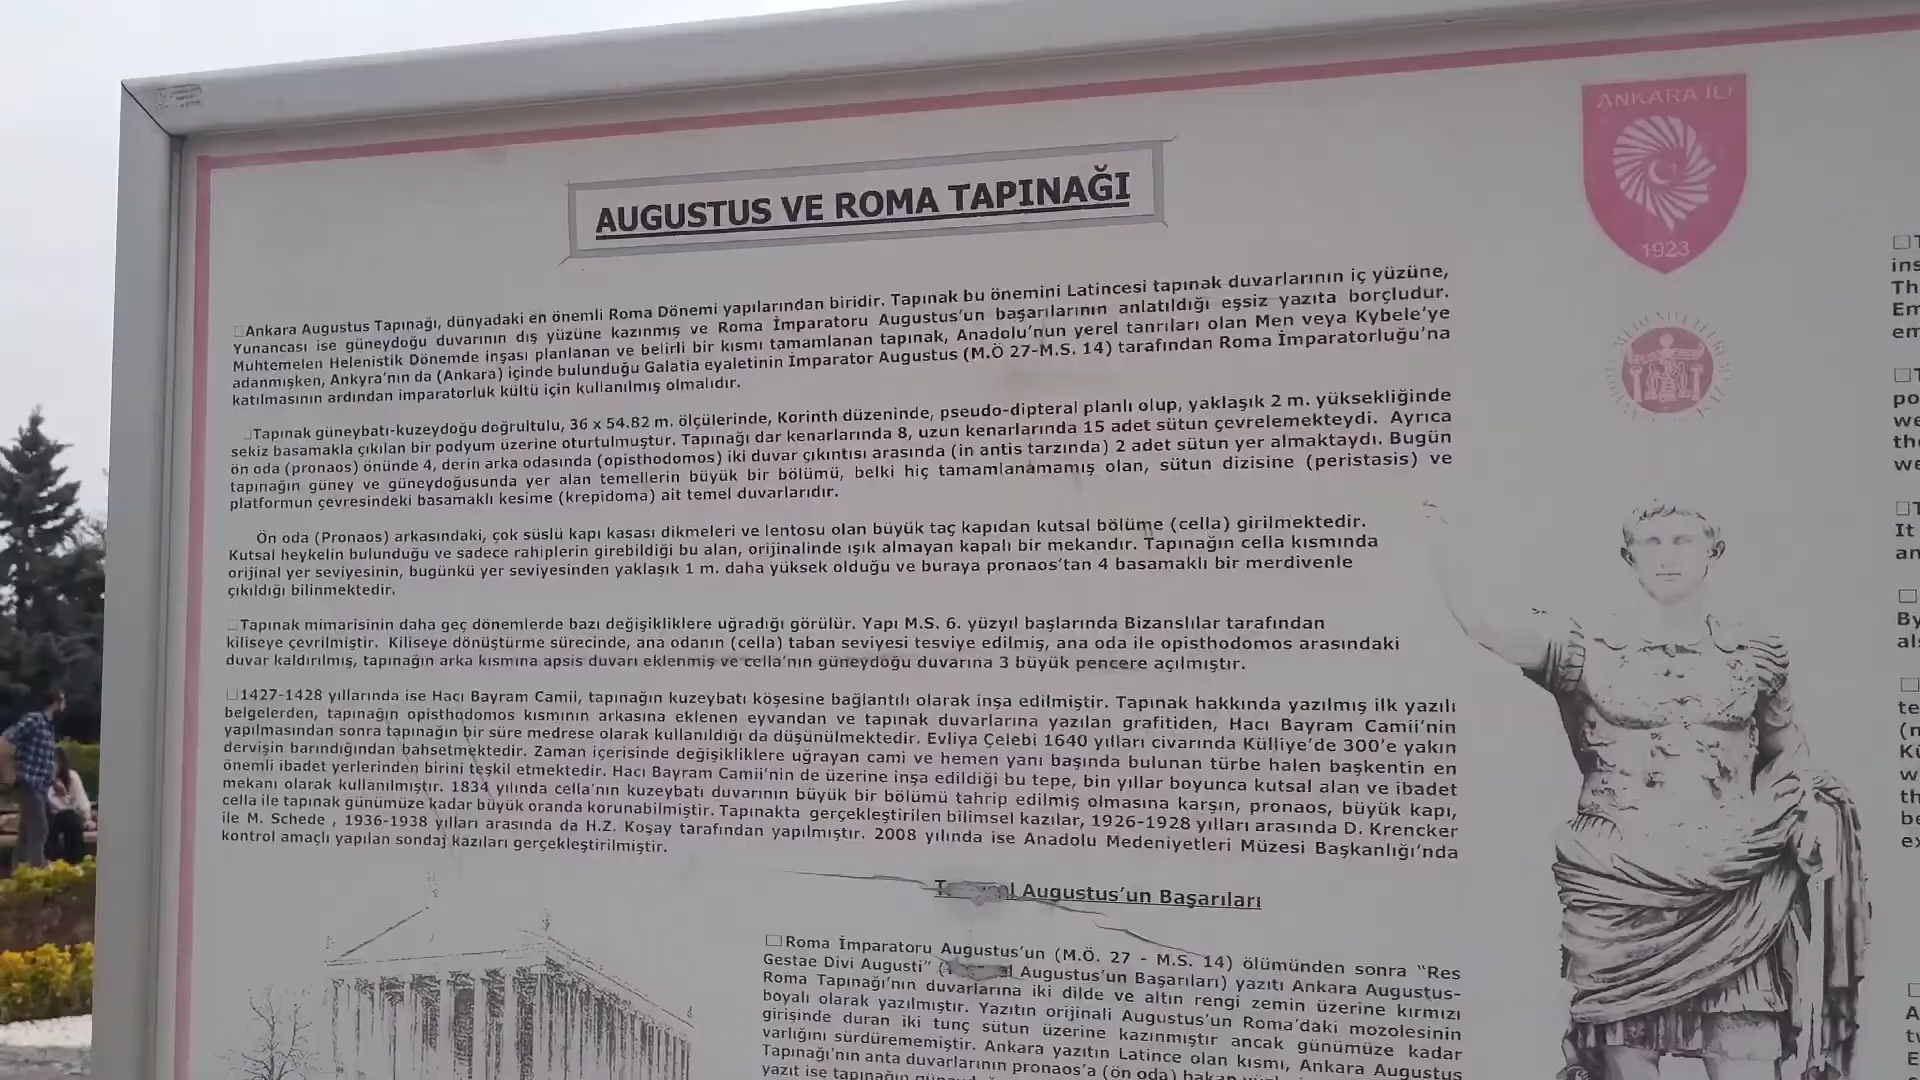 AUGUSTUS VE ROMA TAPINAĞI
ANKARA İLİ
1923
□Ankara Augustus Tapınağı, dünyadaki en önemli Roma Dönemi yapılarından biridir. Tapınak bu önemini Latincesi tapınak duvarlarının iç yüzüne,
Yunancası ise güneydoğu duvarının dış yüzüne kazınmış ve Roma İmparatoru Augustus'un başarılarının anlatıldığı eşsiz yazıta borçludur.
Muhtemelen Helenistik Dönemde inşası planlanan ve belirli bir kısmı tamamlanan tapınak, Anadolu'nun yerel tanrıları olan Men veya Kybele'ye
adanmışken, Ankyra'nın da (Ankara) içinde bulunduğu Galatia eyaletinin İmparator Augustus (M.Ö 27-M.S. 14) tarafından Roma İmparatorluğu'na
katılmasının ardından imparatorluk kültü için kullanılmış olmalıdır.
□Tapınak güneybatı-kuzeydoğu doğrultulu, 36 x 54.82 m. ölçülerinde, Korinth düzeninde, pseudo-dipteral planlı olup, yaklaşık 2 m. yüksekliğinde
sekiz basamakla çıkılan bir podyum üzerine oturtulmuştur. Tapınağı dar kenarlarında 8, uzun kenarlarında 15 adet sütun çevrelemekteydi. Ayrıca
ön oda (pronaos) önünde 4, derin arka odasında (opisthodomos) iki duvar çıkıntısı arasında (in antis tarzında) 2 adet sütun yer almaktaydı. Bugün
tapınağın güney ve güneydoğusunda yer alan temellerin büyük bir bölümü, belki hiç tamamlanamamış olan, sütun dizisine (peristasis) ve
platformun çevresindeki basamaklı kesime (krepidoma) ait temel duvarlarıdır.
Ön oda (Pronaos) arkasındaki, çok süslü kapı kasası dikmeleri ve lentosu olan büyük taç kapıdan kutsal bölüme (cella) girilmektedir.
Kutsal heykelin bulunduğu ve sadece rahiplerin girebildiği bu alan, orijinalinde ışık almayan kapalı bir mekandır. Tapınağın cella kısmında
orijinal yer seviyesinin, bugünkü yer seviyesinden yaklaşık 1 m. daha yüksek olduğu ve buraya pronaos'tan 4 basamaklı bir merdivenle
çıkıldığı bilinmektedir.
□Tapınak mimarisinin daha geç dönemlerde bazı değişikliklere uğradığı görülür. Yapı M.S. 6. yüzyıl başlarında Bizanslılar tarafından
kiliseye çevrilmiştir. Kiliseye dönüştürme sürecinde, ana odanın (cella) taban seviyesi tesviye edilmiş, ana oda ile opisthodomos arasındaki
duvar kaldırılmış, tapınağın arka kısmına apsis duvarı eklenmiş ve cella'nın güneydoğu duvarına 3 büyük pencere açılmıştır.
□1427-1428 yıllarında ise Hacı Bayram Camii, tapınağın kuzeybatı köşesine bağlantılı olarak inşa edilmiştir. Tapınak hakkında yazılmış ilk yazılı
belgelerden, tapınağın opisthodomos kısmının arkasına eklenen eyvandan ve tapınak duvarlarına yazılan grafitiden, Hacı Bayram Camii'nin
yapılmasından sonra tapınağın bir süre medrese olarak kullanıldığı da düşünülmektedir. Evliya Çelebi 1640 yılları civarında Külliye'de 300'e yakın
dervişin barındığından bahsetmektedir. Zaman içerisinde değişikliklere uğrayan cami ve hemen yanı başında bulunan türbe halen başkentin en
önemli ibadet yerlerinden birini teşkil etmektedir. Hacı Bayram Camii'nin de üzerine inşa edildiği bu tepe, bin yıllar boyunca kutsal alan ve ibadet
mekanı olarak kullanılmıştır. 1834 yılında cella'nın kuzeybatı duvarının büyük bir bölümü tahrip edilmiş olmasına karşın, pronaos, büyük kapı,
cella ile tapınak günümüze kadar büyük oranda korunabilmiştir. Tapınakta gerçekleştirilen bilimsel kazılar, 1926-1928 yılları arasında D. Krencker
ile M. Schede , 1936-1938 yılları arasında da H.Z. Koşay tarafından yapılmıştır. 2008 yılında ise Anadolu Medeniyetleri Müzesi Başkanlığı'nda
kontrol amaçlı yapılan sondaj kazıları gerçekleştirilmiştir.
Augustus'un Başarıları
□Roma İmparatoru Augustus'un (M.Ö. 27 - M.S. 14) ölümünden sonra "Res
Gestae Divi Augusti" Augustus'un Başarıları) yazıtı Ankara Augustus-
Roma Tapınağı'nın duvarlarına iki dilde ve altın rengi zemin üzerine kırmızı
boyalı olarak yazılmıştır. Yazıtın orijinali Augustus'un Roma'daki mozolesinin
girişinde duran iki tunç sütun üzerine kazınmıştır ancak günümüze kadar
varlığını sürdürememiştir. Ankara yazıtın Latince olan kısmı, Ankara Augustus
Tapınağı'nın anta duvarlarının pronaos'a (ön oda) bakan
yazıt ise tapınağın